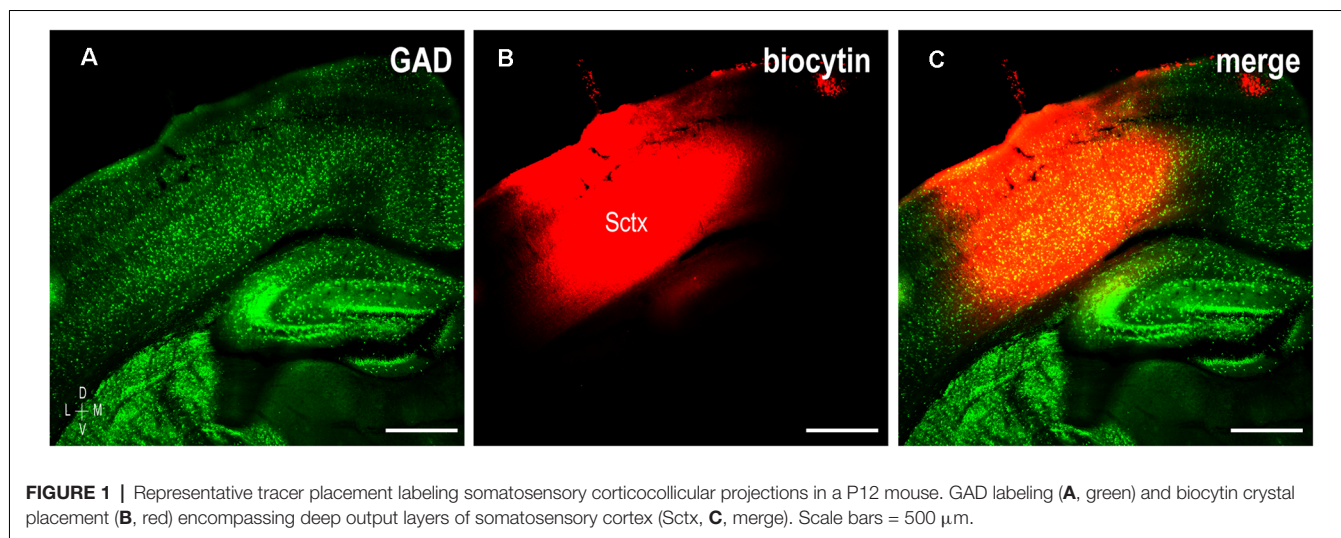 A
GAD
B
biocytin
C
merge
Sctx
D
L M
V
FIGURE 1 | Representative tracer placement labeling somatosensory corticocollicular projections in a P12 mouse. GAD labeling (A, green) and biocytin crystal
placement (B, red) encompassing deep output layers of somatosensory cortex (Sctx, C, merge). Scale bars = 500 μm.